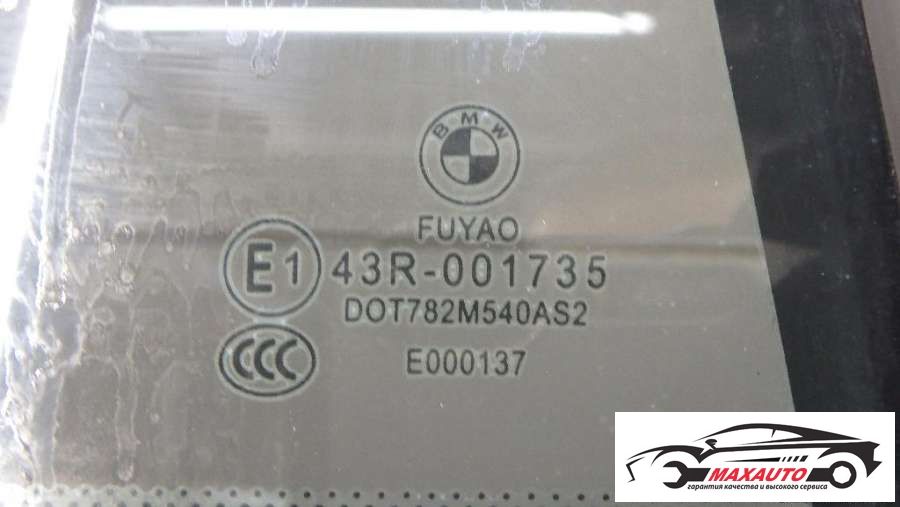 BMW
FUYAO
E1 43R-001735
DOT782M540AS2
CCC E000137
MAXAUTO
гарантия качества и высокого сервиса